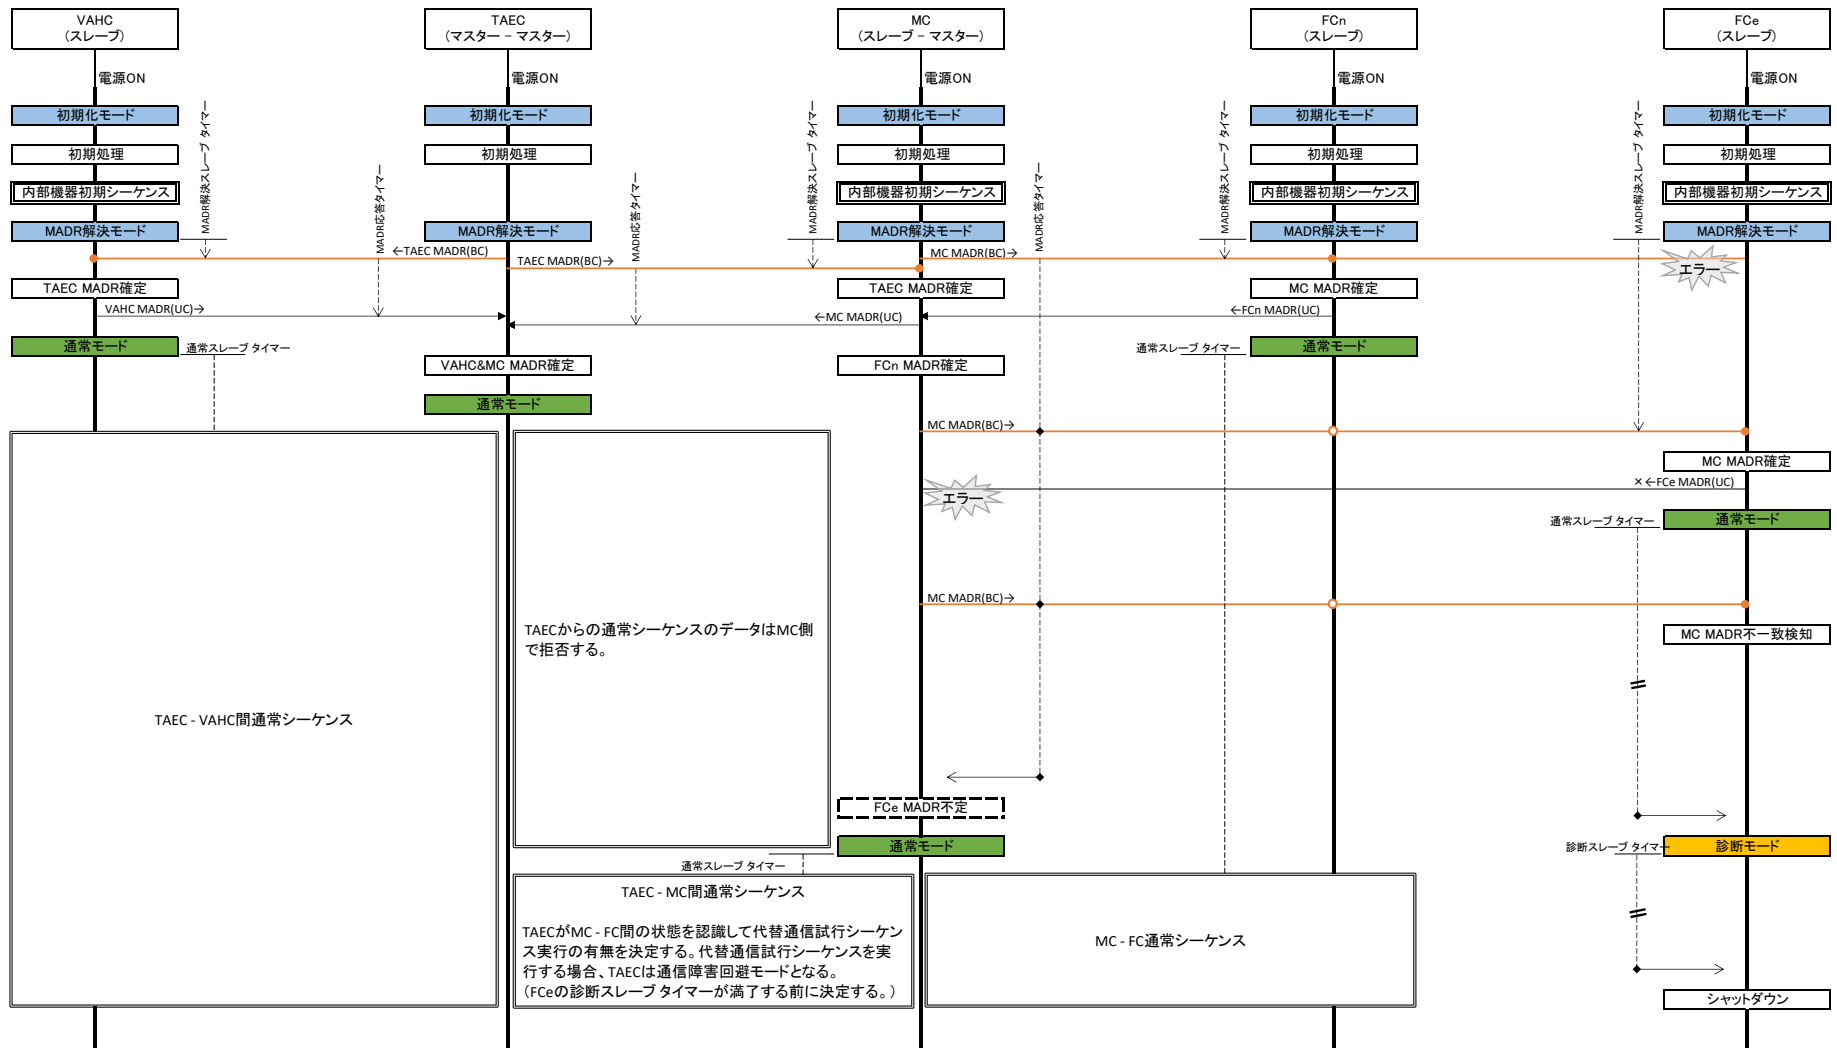 VAHC
（スレーブ）
TAEC
（マスター － マスター）
MC
（スレーブ － マスター）
FCn
（スレーブ）
FCe
（スレーブ）
電源ON
電源ON
電源ON
電源ON
電源ON
初期化モード
初期化モード
初期化モード
初期化モード
初期化モード
初期処理
初期処理
初期処理
初期処理
初期処理
内部機器初期シーケンス
内部機器初期シーケンス
内部機器初期シーケンス
内部機器初期シーケンス
MADR解決スレーブ タイマー
MADR応答タイマー
MADR応答タイマー
MADR解決スレーブ タイマー
MADR応答タイマー
MADR解決スレーブ タイマー
MADR解決スレーブ タイマー
MADR解決モード
MADR解決モード
MADR解決モード
MADR解決モード
MADR解決モード
←TAEC MADR(BC)
TAEC MADR(BC)→
MC MADR(BC)→
エラー
TAEC MADR確定
TAEC MADR確定
MC MADR確定
VAHC MADR(UC)→
←MC MADR(UC)
←FCn MADR(UC)
通常モード
通常スレーブ タイマー
通常スレーブ タイマー
通常モード
VAHC&MC MADR確定
FCn MADR確定
通常モード
MC MADR(BC)→
MC MADR確定
エラー
×←FCe MADR(UC)
通常スレーブ タイマー
通常モード
MC MADR(BC)→
TAECからの通常シーケンスのデータはMC側
で拒否する。
MC MADR不一致検知
TAEC - VAHC間通常シーケンス
FCe MADR不定
通常モード
診断スレーブ タイマー
診断モード
通常スレーブ タイマー
TAEC - MC間通常シーケンス
TAECがMC - FC間の状態を認識して代替通信試行シーケン
ス実行の有無を決定する。代替通信試行シーケンスを実
行する場合、TAECは通信障害回避モードとなる。
（FCeの診断スレーブ タイマーが満了する前に決定する。）
MC - FC通常シーケンス
シャットダウン